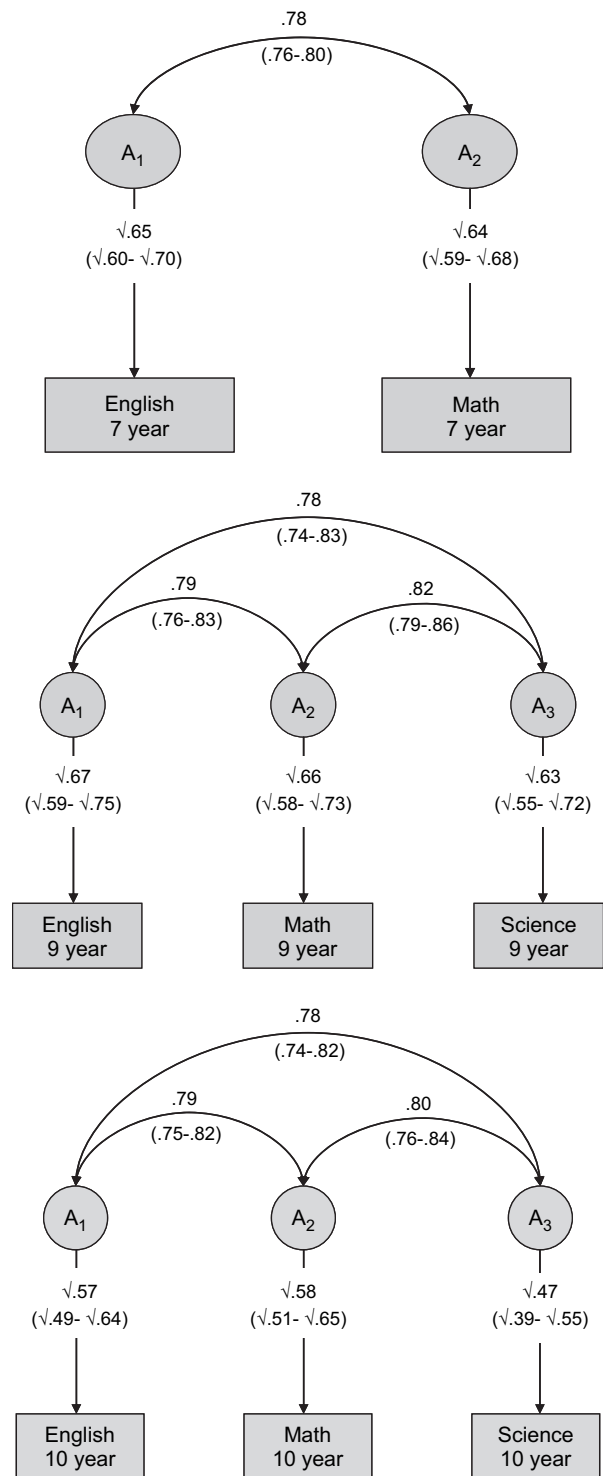 .78
(.76-.80)
A₁ A₂
√.65 √.64
(√.60- √.70) (√.59- √.68)
English Math
7 year 7 year
.78
(.74-.83)
.79 .82
(.76-.83) (.79-.86)
A₁ A₂ A₃
√.67 √.66 √.63
(√.59- √.75) (√.58- √.73) (√.55- √.72)
English Math Science
9 year 9 year 9 year
.78
(.74-.82)
.79 .80
(.75-.82) (.76-.84)
A₁ A₂ A₃
√.57 √.58 √.47
(√.49- √.64) (√.51- √.65) (√.39- √.55)
English Math Science
10 year 10 year 10 year